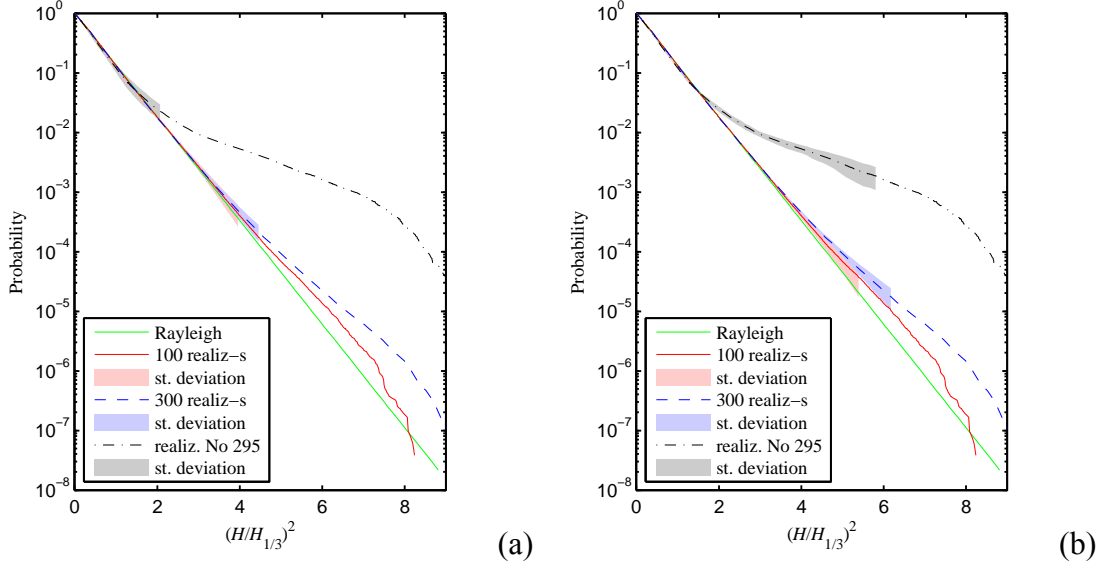 10^0
10^−1
10^−2
10^−3
10^−4
10^−5
10^−6
10^−7
10^−8
Probability
Rayleigh
100 realiz−s
st. deviation
300 realiz−s
st. deviation
realiz. No 295
st. deviation
0 2 4 6 8
(H/H_{1/3})^2
(a)
10^0
10^−1
10^−2
10^−3
10^−4
10^−5
10^−6
10^−7
10^−8
Probability
Rayleigh
100 realiz−s
st. deviation
300 realiz−s
st. deviation
realiz. No 295
st. deviation
0 2 4 6 8
(H/H_{1/3})^2
(b)